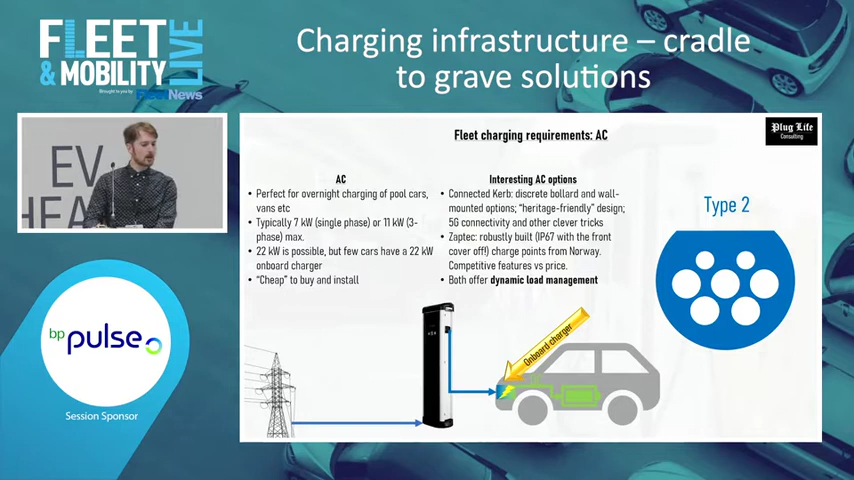 FLEET
& MOBILITY
LIVE
Brought to you by
FleetNews
Charging infrastructure – cradle
to grave solutions
EV
HEA
bp
pulse
Session Sponsor
Fleet charging requirements: AC
Plug Life
Consulting
AC
• Perfect for overnight charging of pool cars,
vans etc
• Typically 7 kW (single phase) or 11 kW (3-
phase) max.
• 22 kW is possible, but few cars have a 22 kW
onboard charger
• "Cheap" to buy and install
Interesting AC options
• Connected Kerb: discrete bollard and wall-
mounted options; "heritage-friendly" design;
5G connectivity and other clever tricks
• Zaptec: robustly built (IP67 with the front
cover off!) charge points from Norway.
Competitive features vs price.
• Both offer dynamic load management
Type 2
Onboard charger